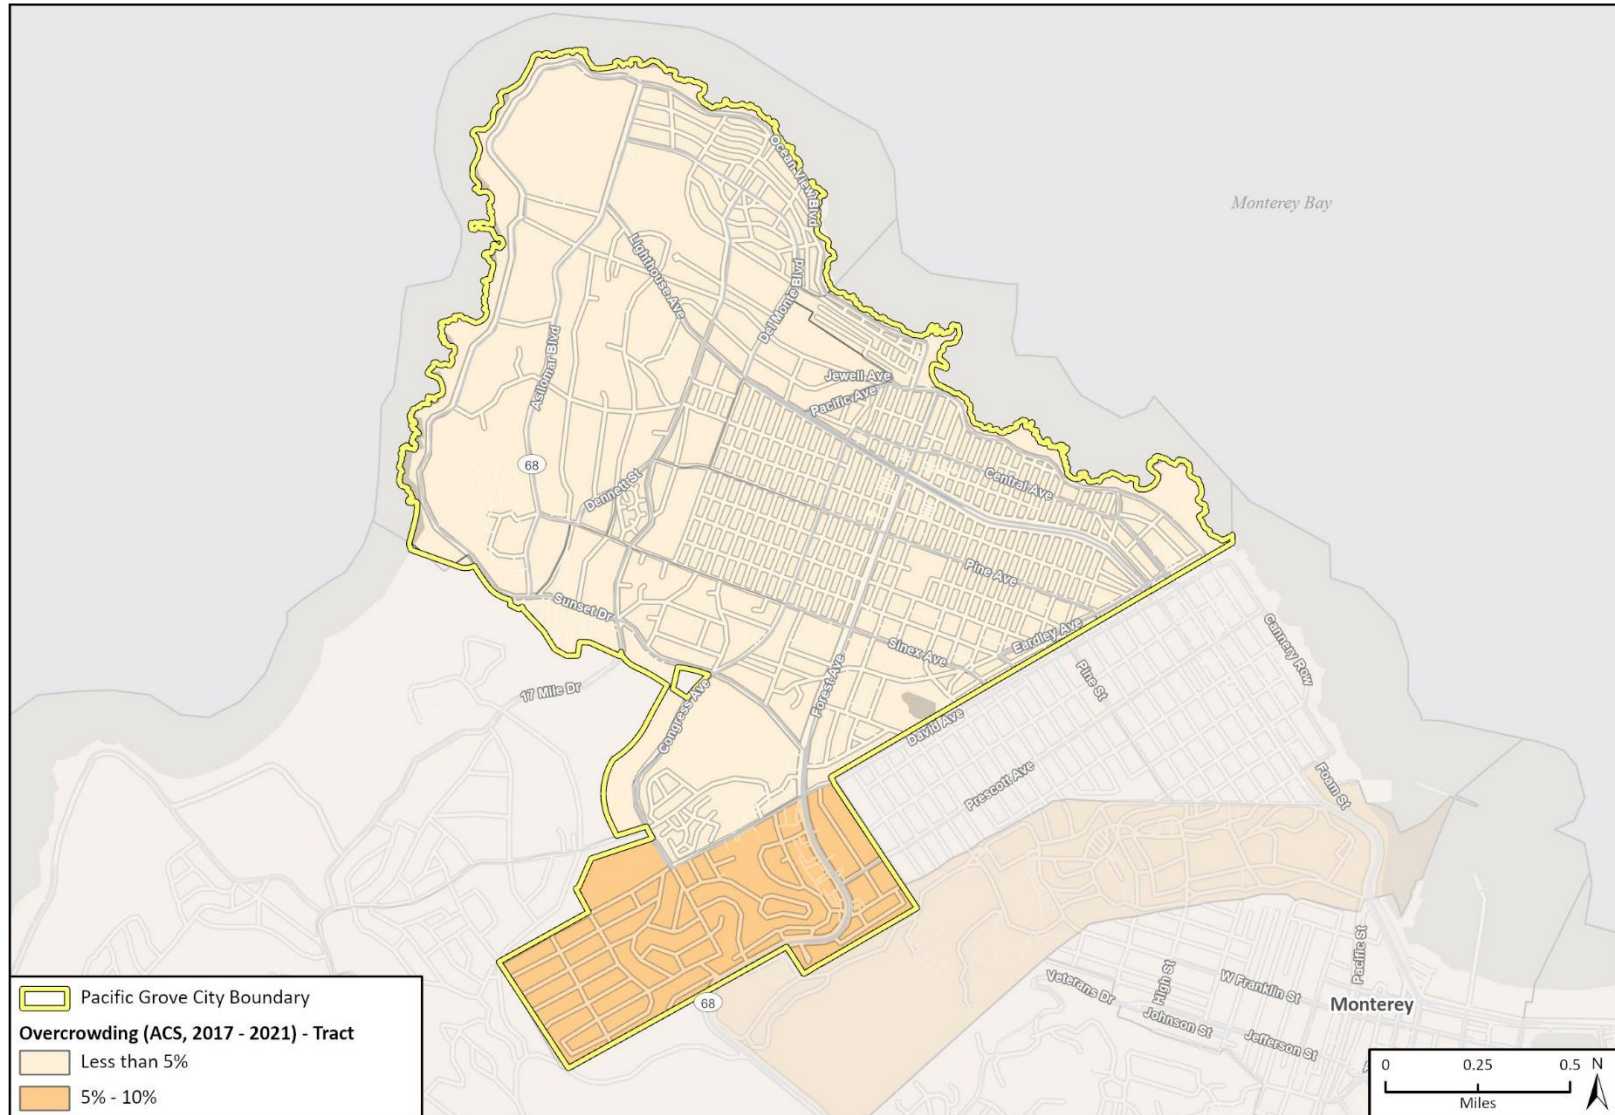 Monterey Bay
Ocean View Blvd
Lighthouse Ave
Del Monte Blvd
Asilomar Blvd
Jewell Ave
Pacific Ave
68
Dennett St
Central Ave
Pine Ave
Sunset Dr
Sinex Ave
Eardley Ave
Cannery Row
Pine St
17 Mile Dr
Congress Ave
Forest Ave
David Ave
Prescott Ave
Foam St
Pacific St
68
Veterans Dr
High St
W Franklin St
Monterey
Johnson St
Jefferson St
Pacific Grove City Boundary
Overcrowding (ACS, 2017 - 2021) - Tract
Less than 5%
5% - 10%
0 0.25 0.5 N
Miles